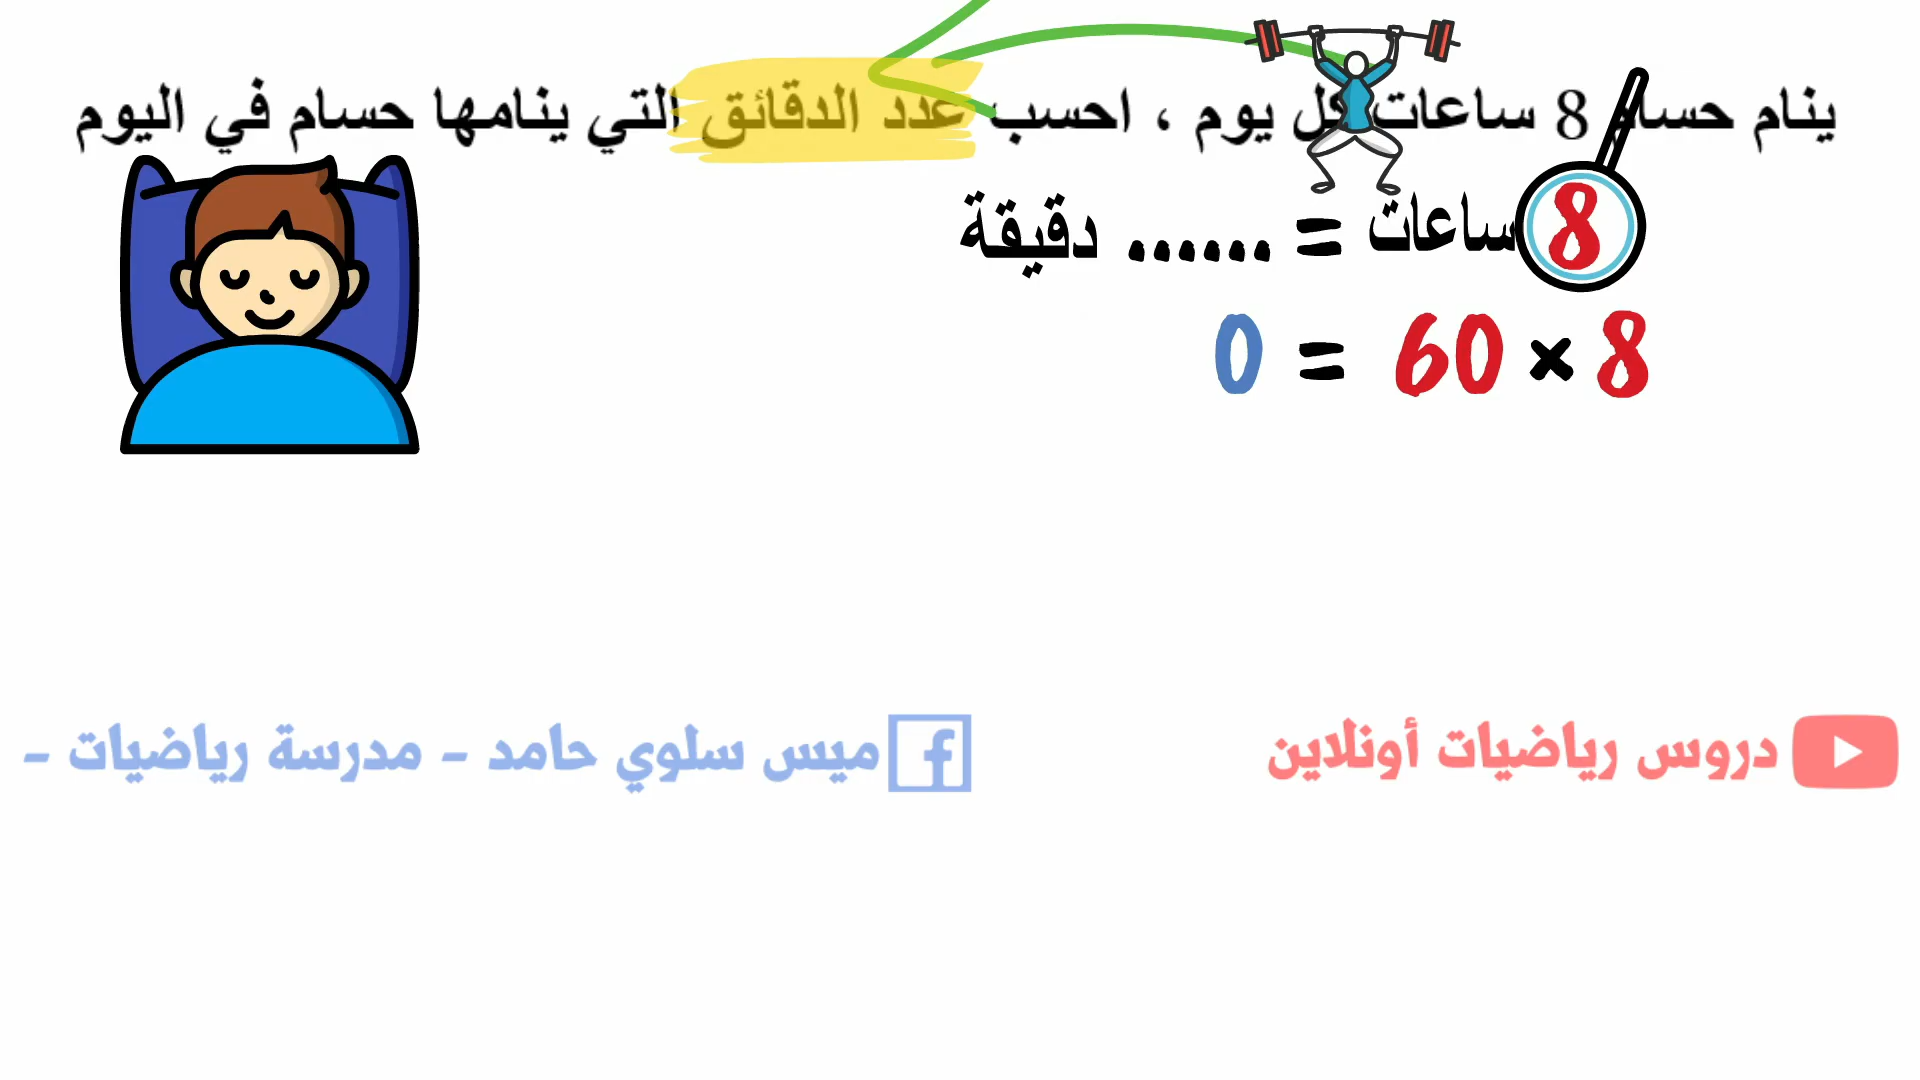 ينام حسام 8 ساعات كل يوم ، احسب عدد الدقائق التي ينامها حسام في اليوم
8 ساعات = ...... دقيقة
8 × 60 = 0
دروس رياضيات أونلاين
ميس سلوي حامد - مدرسة رياضيات -